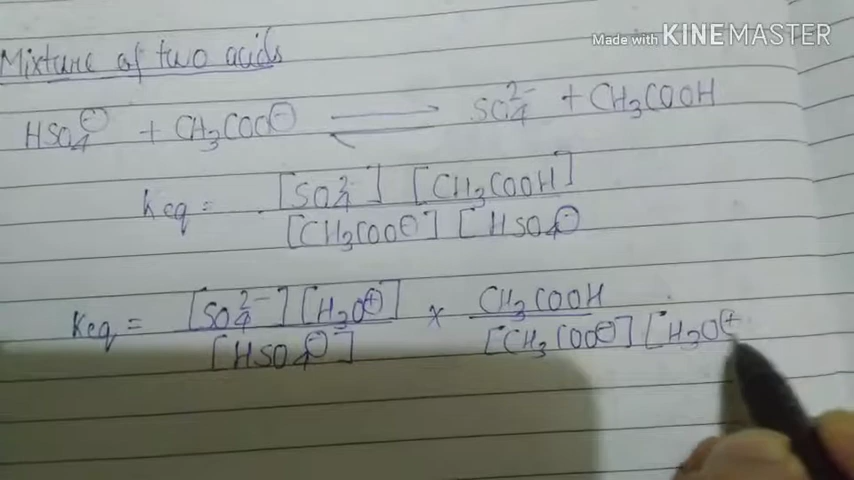 Made with KINEMASTER
Mixture of two acids
HSO₄⊖ + CH₃COO⊖ ⇌ SO₄²⁻ + CH₃COOH
Keq = [SO₄²⁻] [CH₃COOH]
[CH₃COO⊖] [HSO₄⊖
Keq = [SO₄²⁻] [H₃O⊕] × CH₃COOH
[HSO₄⊖] [CH₃COO⊖] [H₃O+